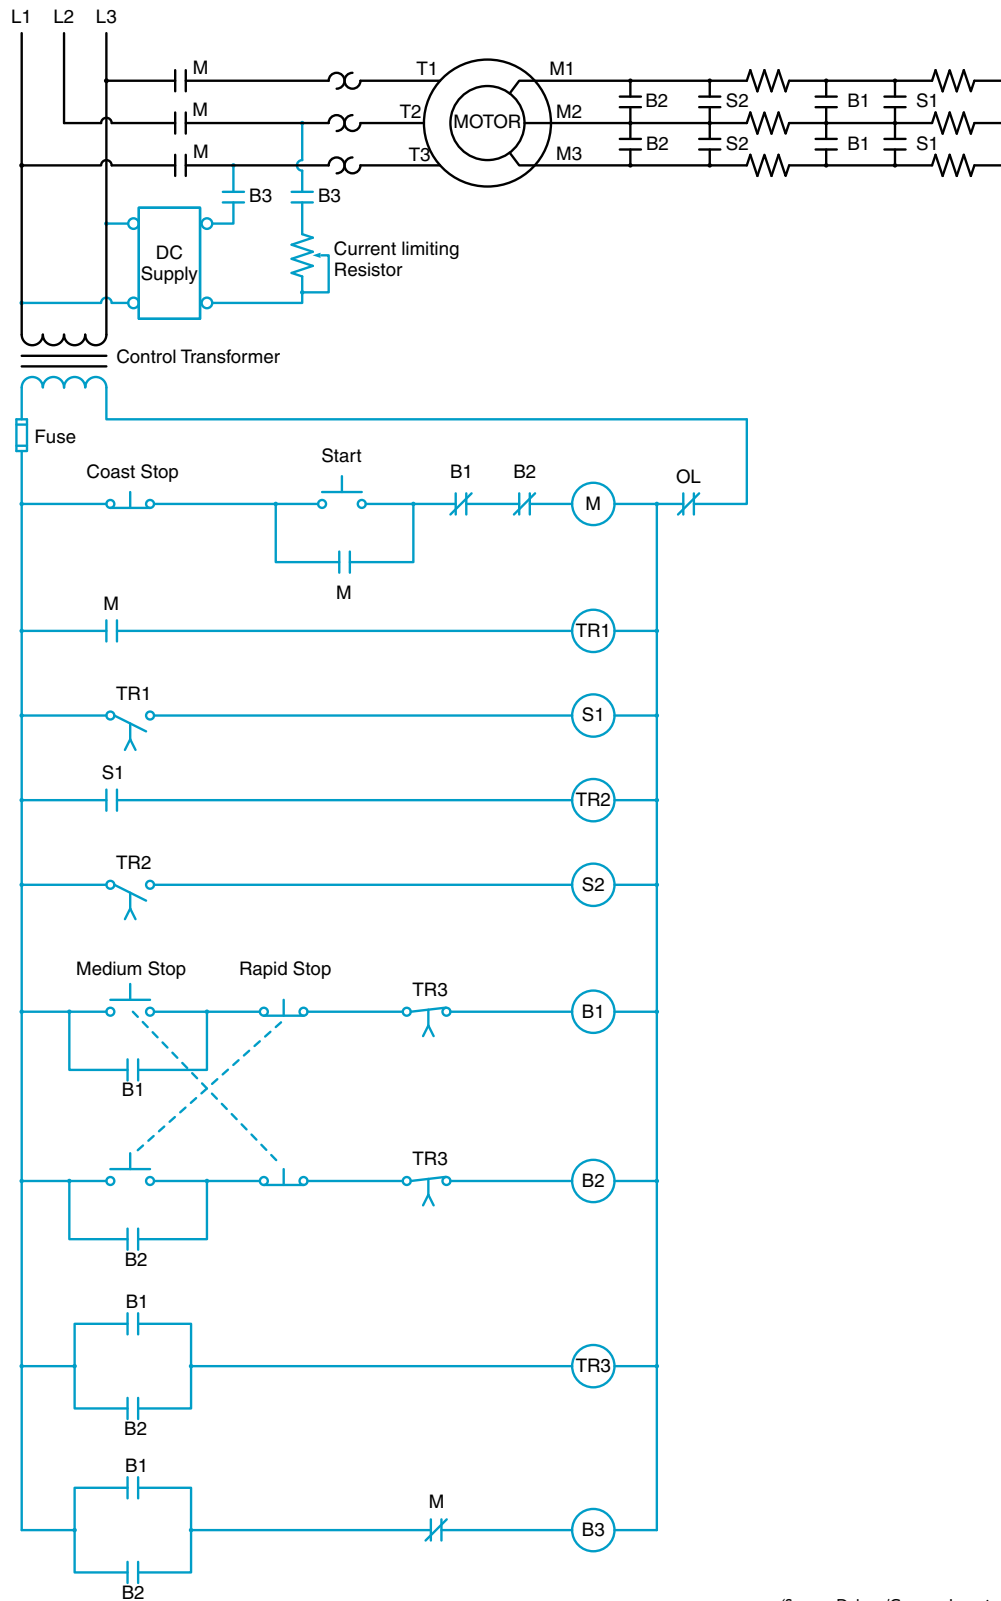 L1 L2 L3
M T1 M1
B2 S2 B1 S1
M T2 MOTOR M2
B2 S2 B1 S1
M T3 M3
B3 B3
DC
Supply
Current limiting
Resistor
Control Transformer
Fuse
Coast Stop Start B1 B2 M OL
M
M TR1
TR1 S1
S1 TR2
TR2 S2
Medium Stop Rapid Stop TR3 B1
B1
TR3 B2
B2
B1
TR3
B2
B1
M B3
B2